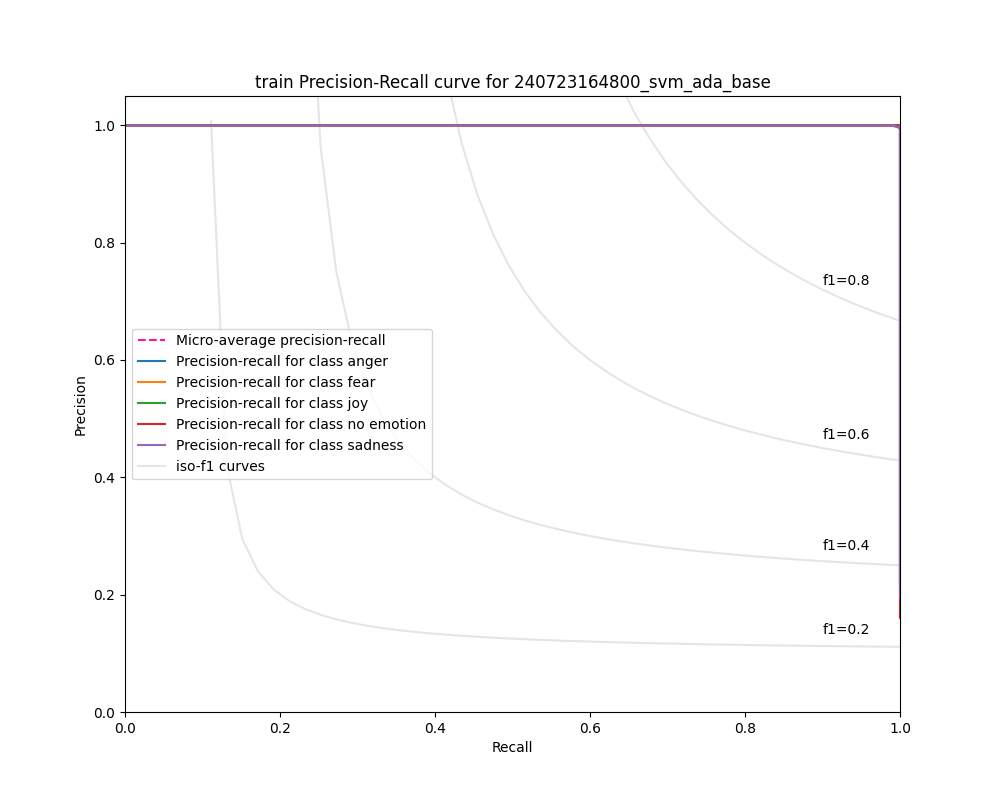 train Precision-Recall curve for 240723164800_svm_ada_base
Precision
1.0
0.8
0.6
0.4
0.2
0.0
f1=0.8
f1=0.6
f1=0.4
f1=0.2
Micro-average precision-recall
Precision-recall for class anger
Precision-recall for class fear
Precision-recall for class joy
Precision-recall for class no emotion
Precision-recall for class sadness
iso-f1 curves
0.0 0.2 0.4 0.6 0.8 1.0
Recall